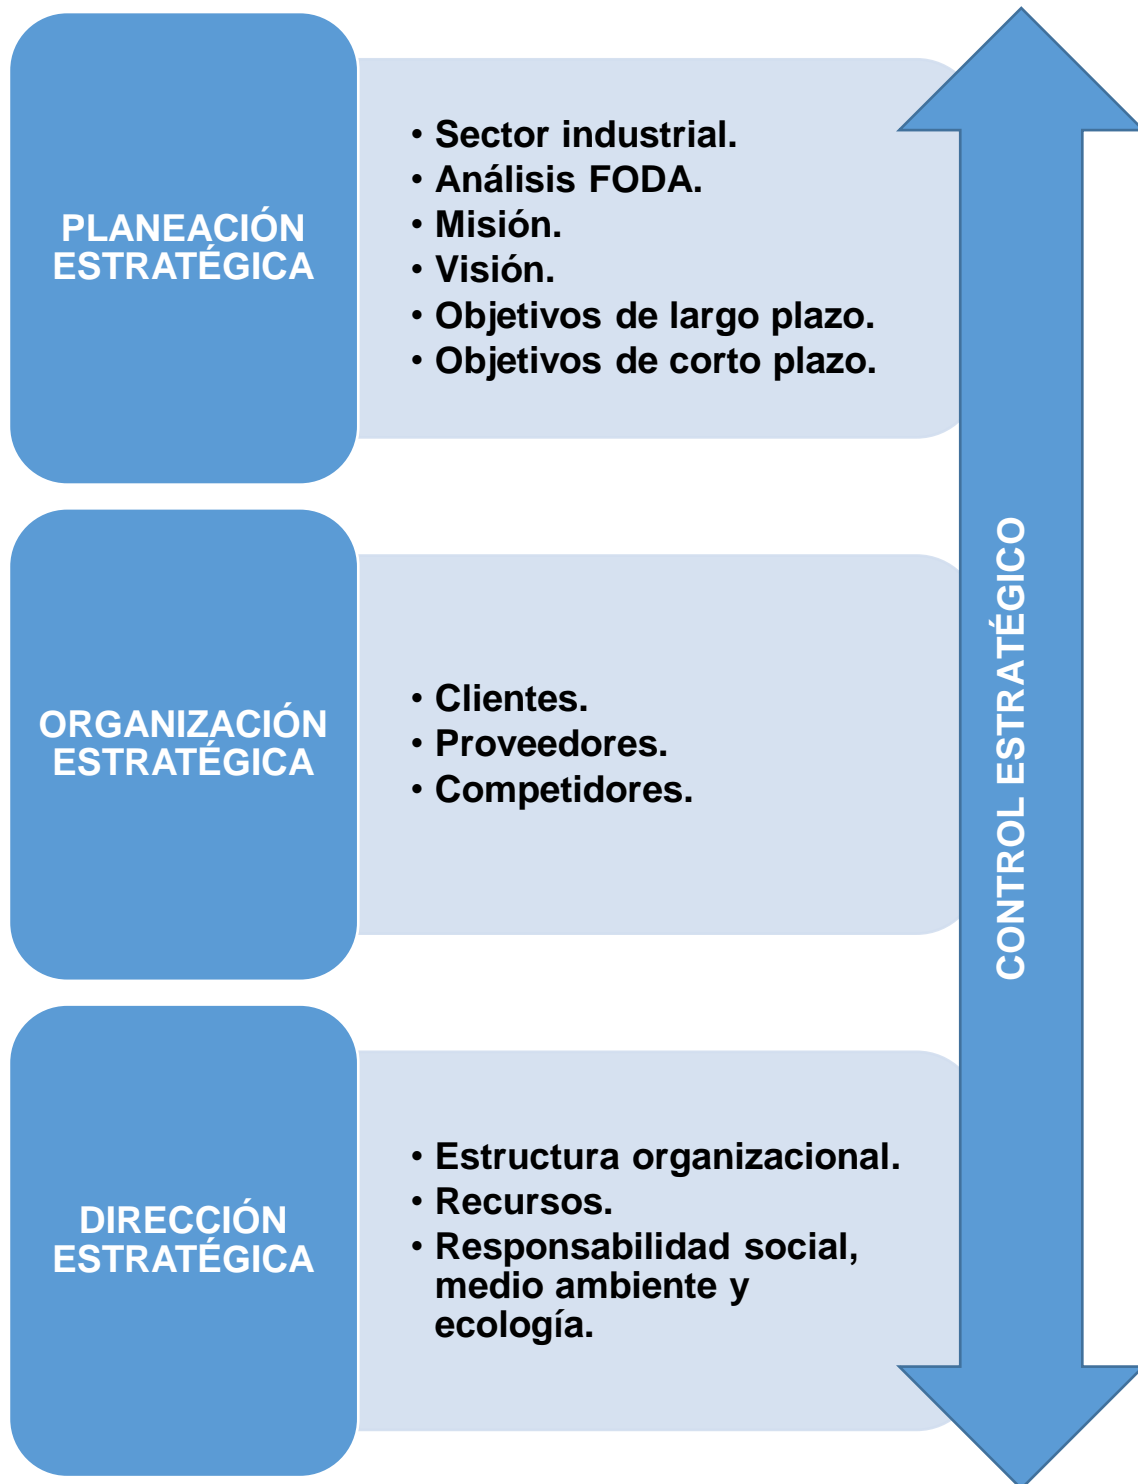 PLANEACIÓN
ESTRATÉGICA
• Sector industrial.
• Análisis FODA.
• Misión.
• Visión.
• Objetivos de largo plazo.
• Objetivos de corto plazo.
ORGANIZACIÓN
ESTRATÉGICA
• Clientes.
• Proveedores.
• Competidores.
DIRECCIÓN
ESTRATÉGICA
• Estructura organizacional.
• Recursos.
• Responsabilidad social,
medio ambiente y
ecología.
CONTROL ESTRATÉGICO